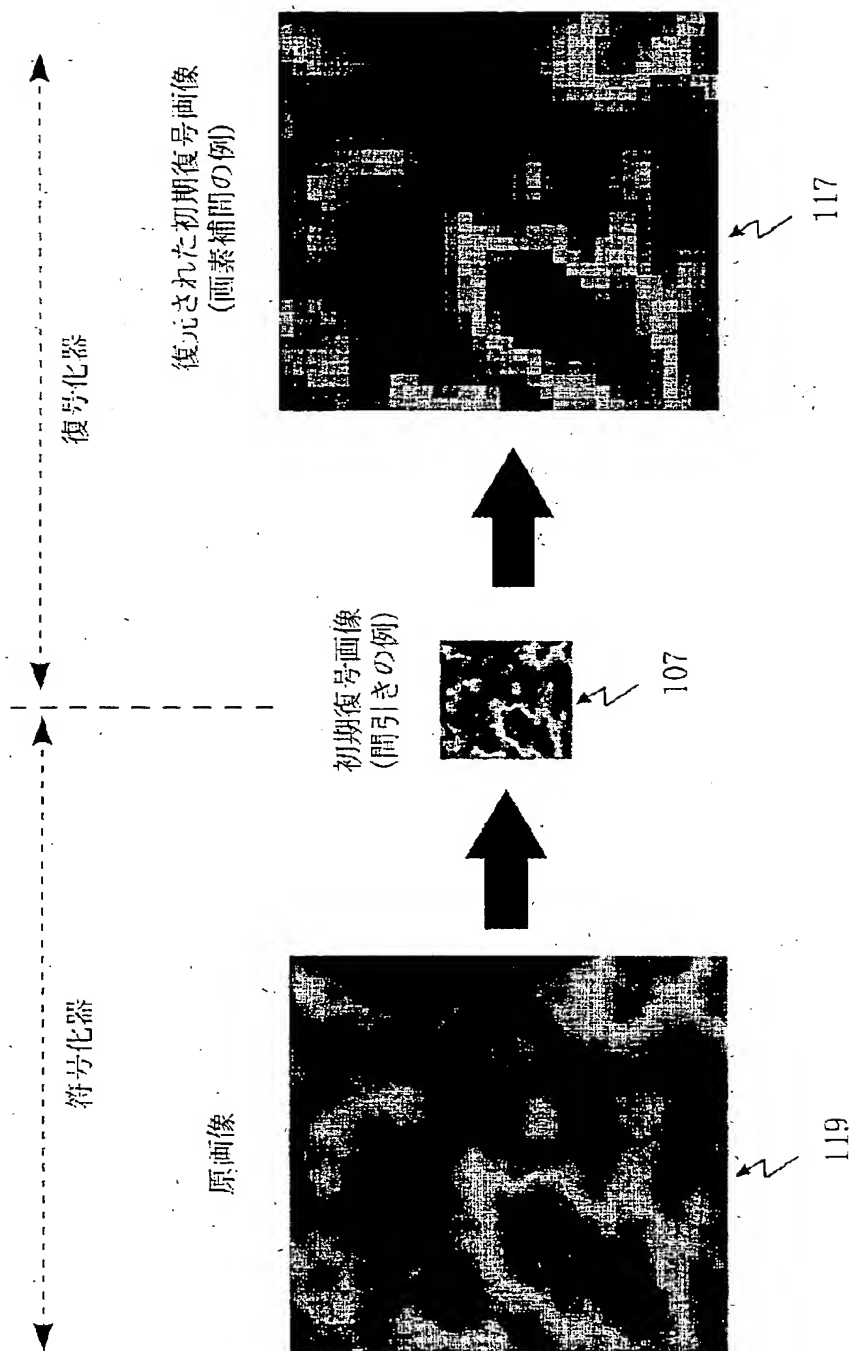 符号化器
復号化器
原画像
119
初期復号画像
(間引きの例)
107
復元された初期復号画像
(画素補間の例)
117